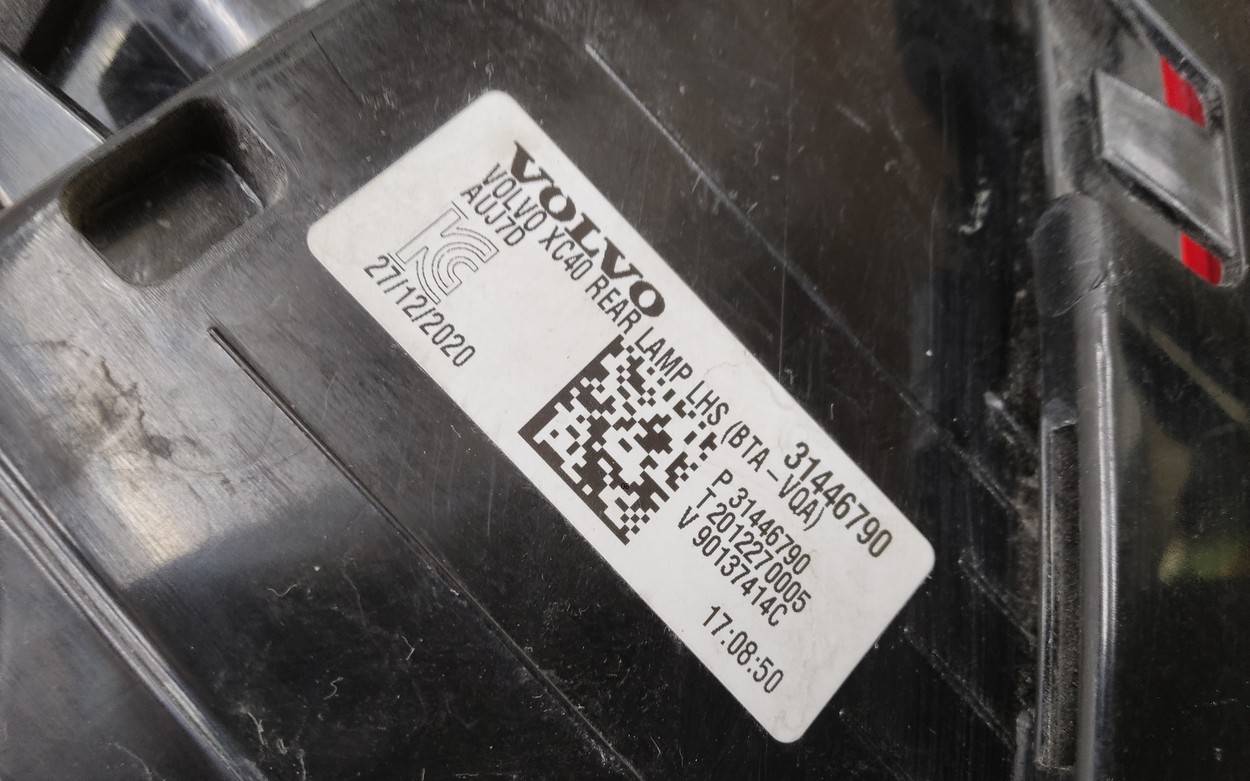 VOLVO
31446790
VOLVO XC40 REAR LAMP LHS (BTA-VQA)
AUJ7D
KC
27/12/2020
P 31446790
T 2012270005
V 90137414C
17:08:50